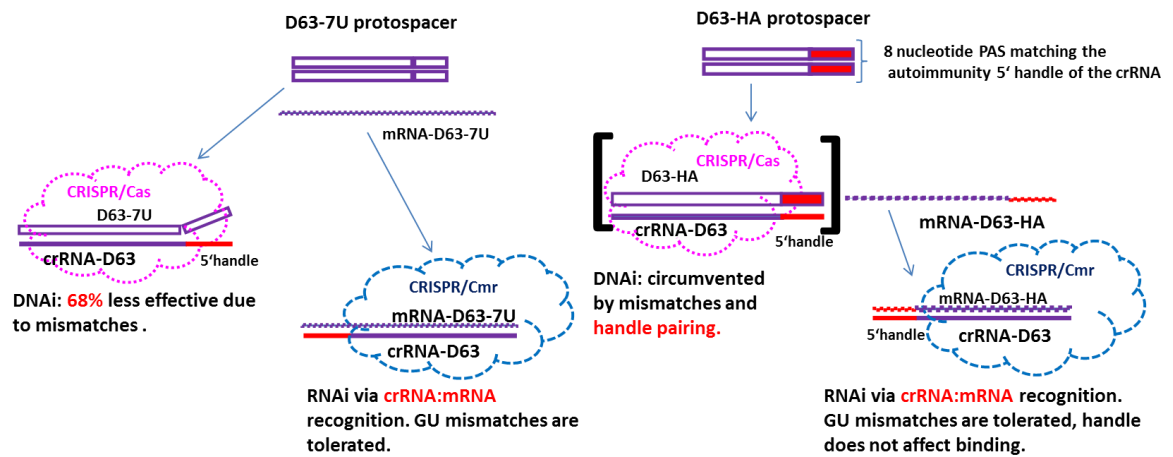 D63-7U protospacer
mRNA-D63-7U
CRISPR/Cas
D63-7U
crRNA-D63
5‘handle
DNAi: 68% less effective due
to mismatches .
CRISPR/Cmr
mRNA-D63-7U
crRNA-D63
RNAi via crRNA:mRNA
recognition. GU mismatches are
tolerated.
D63-HA protospacer
8 nucleotide PAS matching the
autoimmunity 5‘ handle of the crRNA
CRISPR/Cas
D63-HA
crRNA-D63
5‘handle
DNAi: circumvented
by mismatches and
handle pairing.
mRNA-D63-HA
CRISPR/Cmr
mRNA-D63-HA
5‘handle
crRNA-D63
RNAi via crRNA:mRNA recognition.
GU mismatches are tolerated, handle
does not affect binding.